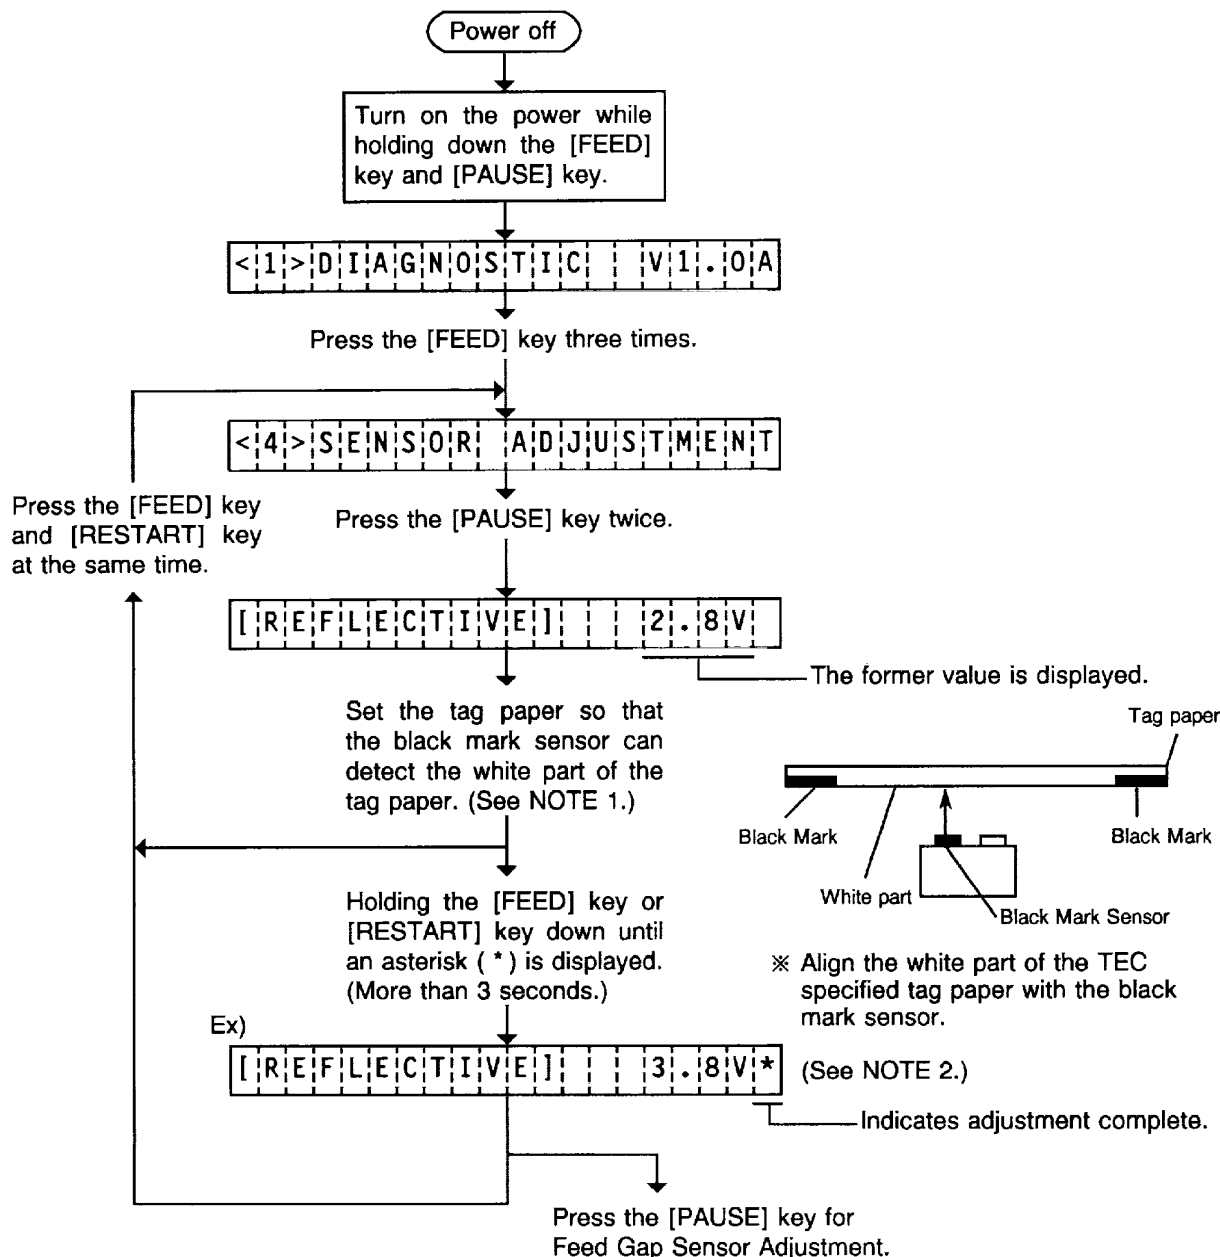 Power off
Turn on the power while
holding down the [FEED]
key and [PAUSE] key.
<1>DIAGNOSTIC  V1.0A
Press the [FEED] key three times.
<4>SENSOR ADJUSTMENT
Press the [FEED] key
and [RESTART] key
at the same time.
Press the [PAUSE] key twice.
[REFLECTIVE]   2.8V
The former value is displayed.
Set the tag paper so that
the black mark sensor can
detect the white part of the
tag paper. (See NOTE 1.)
Tag paper
Black Mark
Black Mark
White part
Black Mark Sensor
Holding the [FEED] key or
[RESTART] key down until
an asterisk ( * ) is displayed.
(More than 3 seconds.)
※ Align the white part of the TEC
specified tag paper with the black
mark sensor.
Ex)
[REFLECTIVE]   3.8V*
(See NOTE 2.)
Indicates adjustment complete.
Press the [PAUSE] key for
Feed Gap Sensor Adjustment.